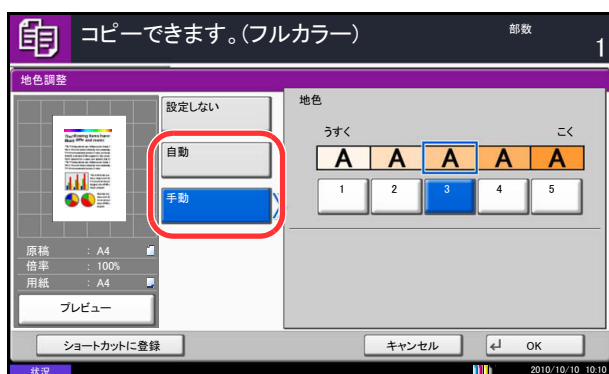 コピーできます。(フルカラー)
部数
1
地色調整
設定しない
自動
手動
地色
うすく
こく
A A A A A
1 2 3 4 5
原稿 : A4
倍率 : 100%
用紙 : A4
プレビュー
ショートカットに登録
キャンセル
OK
状況
2010/10/10 10:10